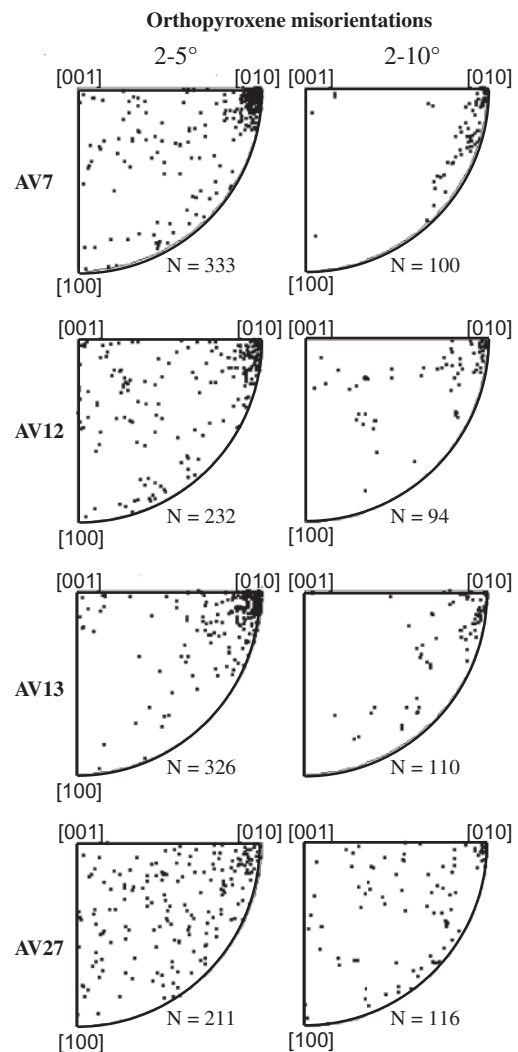 Orthopyroxene misorientations
2-5° 2-10°
[001] [010] [001] [010]
AV7
N = 333 N = 100
[100] [100]
[001] [010] [001] [010]
AV12
N = 232 N = 94
[100] [100]
[001] [010] [001] [010]
AV13
N = 326 N = 110
[100]
[001] [010] [001] [010]
AV27
N = 211 N = 116
[100] [100]